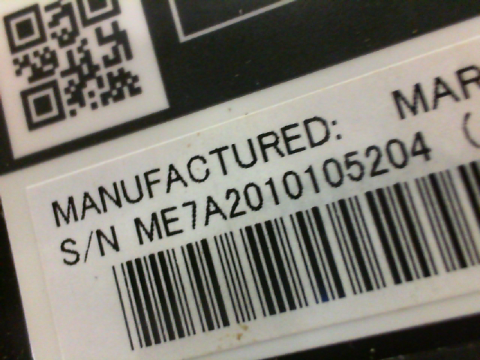 MANUFACTURED: MAR
S/N ME7A2010105204 (